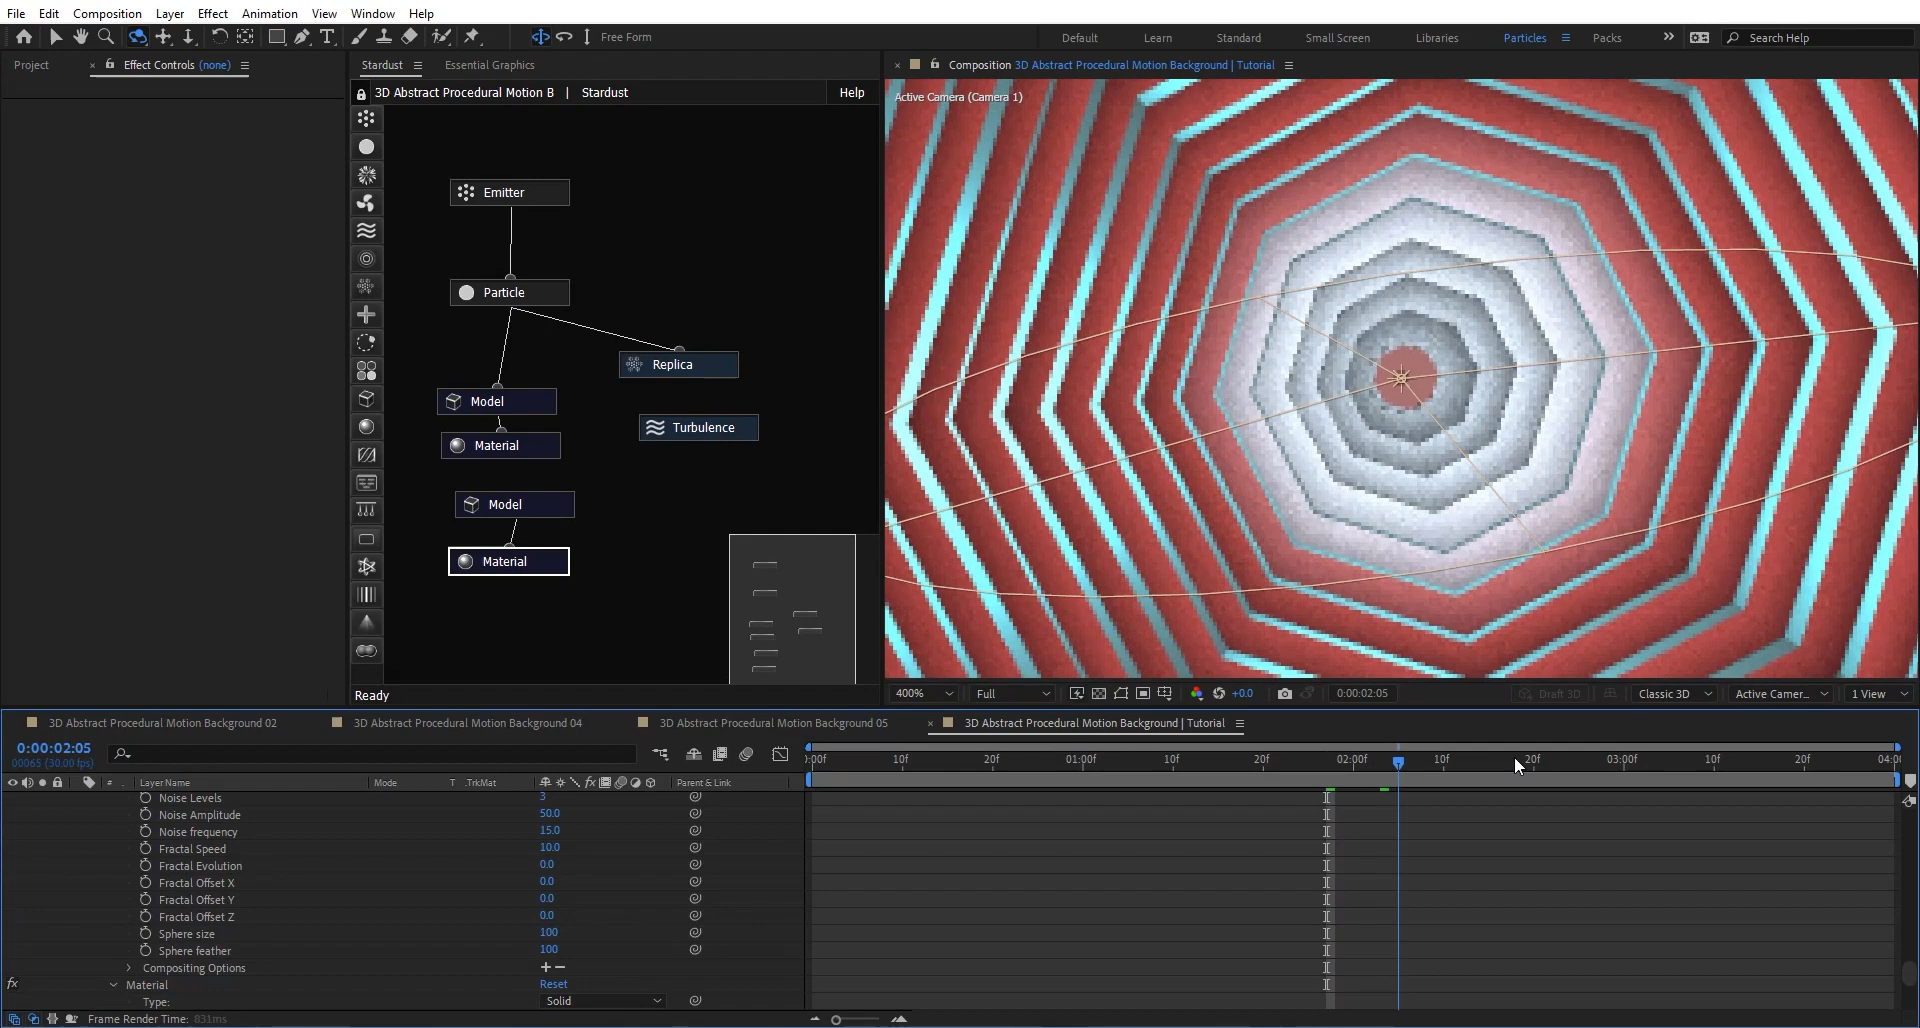 File Edit Composition Layer Effect Animation View Window Help
Free Form Default Learn Standard Small Screen Libraries Particles Packs Search Help
Project × Effect Controls (none) Stardust Essential Graphics × Composition 3D Abstract Procedural Motion Background | Tutorial
3D Abstract Procedural Motion B | Stardust Help
Active Camera (Camera 1)
Emitter
Particle
Replica
Model
Turbulence
Material
Model
Material
Ready
400% Full +0.0 0:00:02:05 Draft 3D Classic 3D Active Camer... 1 View
3D Abstract Procedural Motion Background 02 3D Abstract Procedural Motion Background 04 3D Abstract Procedural Motion Background 05 × 3D Abstract Procedural Motion Background | Tutorial
0:00:02:05
00065 (30.00 fps)
):00f 10f 20f 01:00f 10f 20f 02:00f 10f 20f 03:00f 10f 20f 04:0(
# . Layer Name Mode T .TrkMat fx Parent & Link
Noise Levels 3
Noise Amplitude 50.0
Noise frequency 15.0
Fractal Speed 10.0
Fractal Evolution 0.0
Fractal Offset X 0.0
Fractal Offset Y 0.0
Fractal Offset Z 0.0
Sphere size 100
Sphere feather 100
Compositing Options + −
fx Material Reset
Type: Solid
Frame Render Time: 831ms